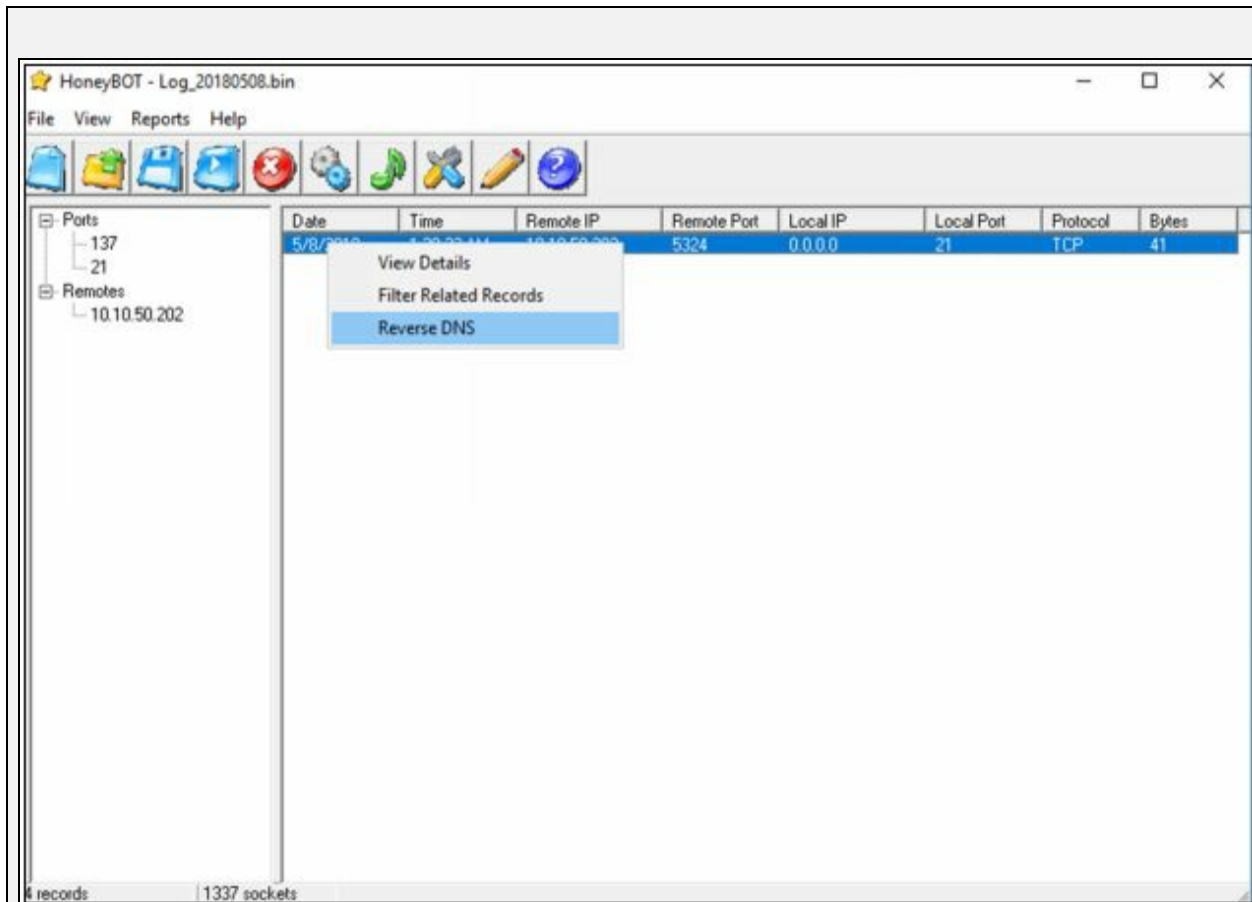 HoneyBOT - Log_20180508.bin
File View Reports Help
Ports
137
21
Remotes
10.10.50.202
Date Time Remote IP Remote Port Local IP Local Port Protocol Bytes
5324 0.0.0.0 21 TCP 41
View Details
Filter Related Records
Reverse DNS
4 records 1337 sockets